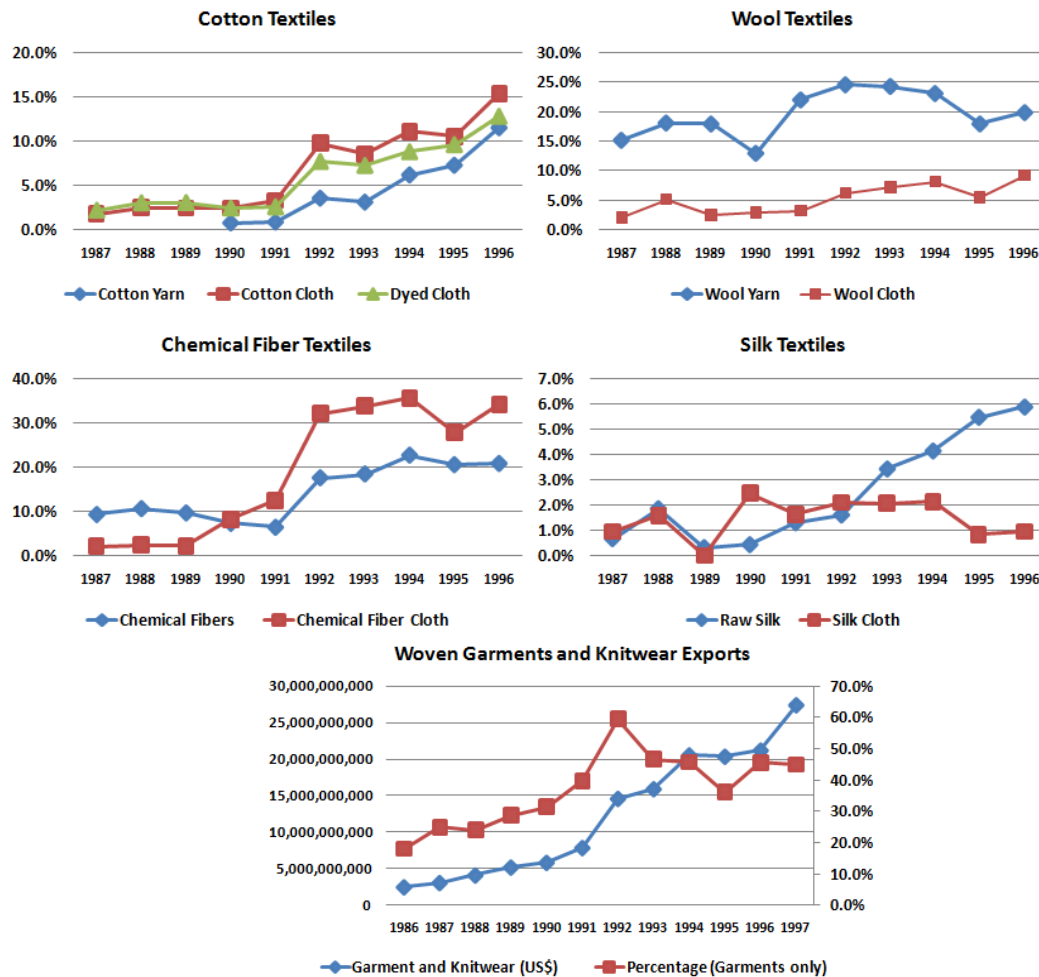 Cotton Textiles
20.0%
15.0%
10.0%
5.0%
0.0%
1987 1988 1989 1990 1991 1992 1993 1994 1995 1996
Cotton Yarn Cotton Cloth Dyed Cloth
Wool Textiles
30.0%
25.0%
20.0%
15.0%
10.0%
5.0%
0.0%
1987 1988 1989 1990 1991 1992 1993 1994 1995 1996
Wool Yarn Wool Cloth
Chemical Fiber Textiles
40.0%
30.0%
20.0%
10.0%
0.0%
1987 1988 1989 1990 1991 1992 1993 1994 1995 1996
Chemical Fibers Chemical Fiber Cloth
Silk Textiles
7.0%
6.0%
5.0%
4.0%
3.0%
2.0%
1.0%
0.0%
1987 1988 1989 1990 1991 1992 1993 1994 1995 1996
Raw Silk Silk Cloth
Woven Garments and Knitwear Exports
30,000,000,000
25,000,000,000
20,000,000,000
15,000,000,000
10,000,000,000
5,000,000,000
0
70.0%
60.0%
50.0%
40.0%
30.0%
20.0%
10.0%
0.0%
1986 1987 1988 1989 1990 1991 1992 1993 1994 1995 1996 1997
Garment and Knitwear (US$) Percentage (Garments only)